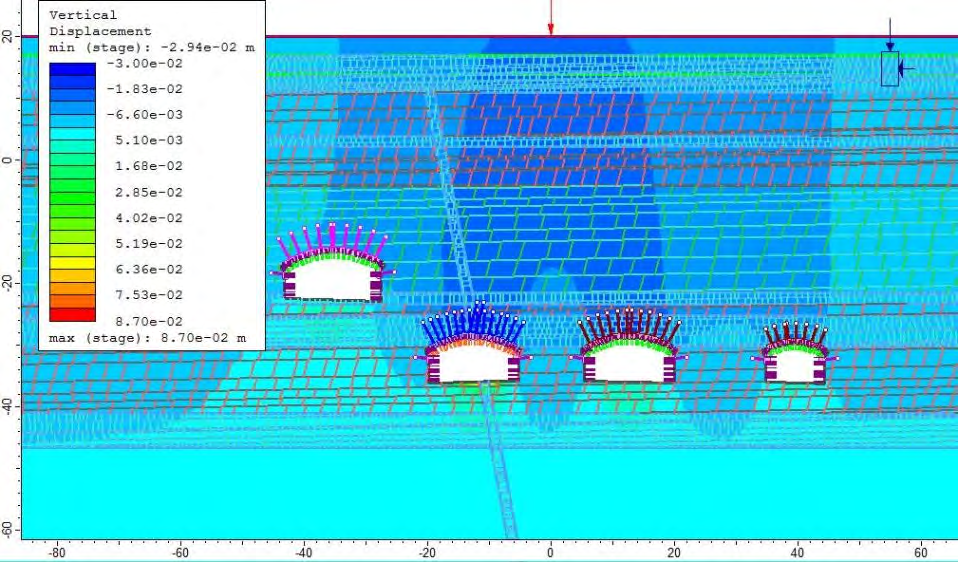 Vertical
Displacement
min (stage): -2.94e-02 m
-3.00e-02
-1.83e-02
-6.60e-03
5.10e-03
1.68e-02
2.85e-02
4.02e-02
5.19e-02
6.36e-02
7.53e-02
8.70e-02
max (stage): 8.70e-02 m
20
0
-20
-40
-60
-80
-60
-40
-20
0
20
40
60